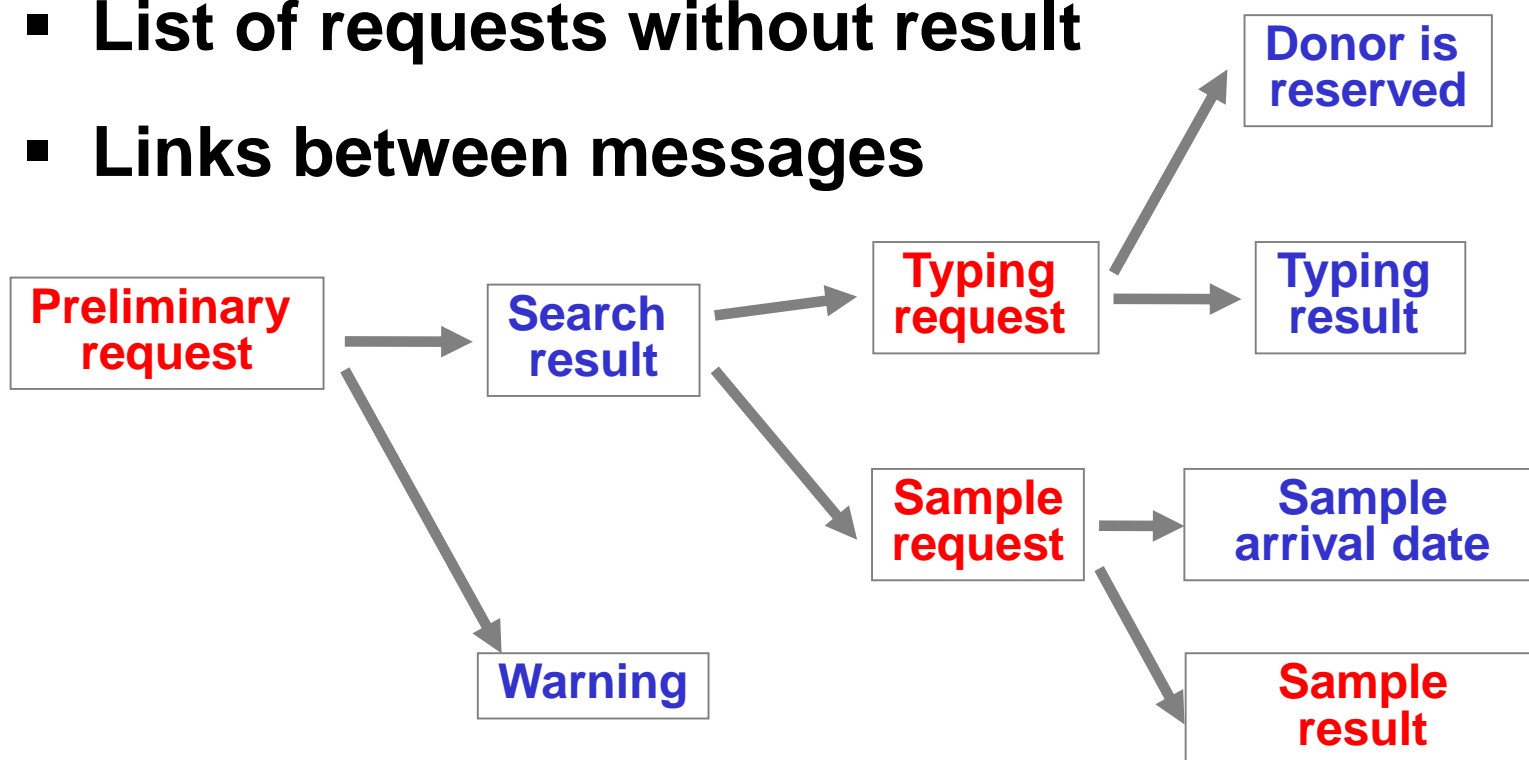 ▪ List of requests without result
▪ Links between messages
Donor is
reserved
Preliminary
request
Search
result
Typing
request
Typing
result
Sample
request
Sample
arrival date
Warning
Sample
result